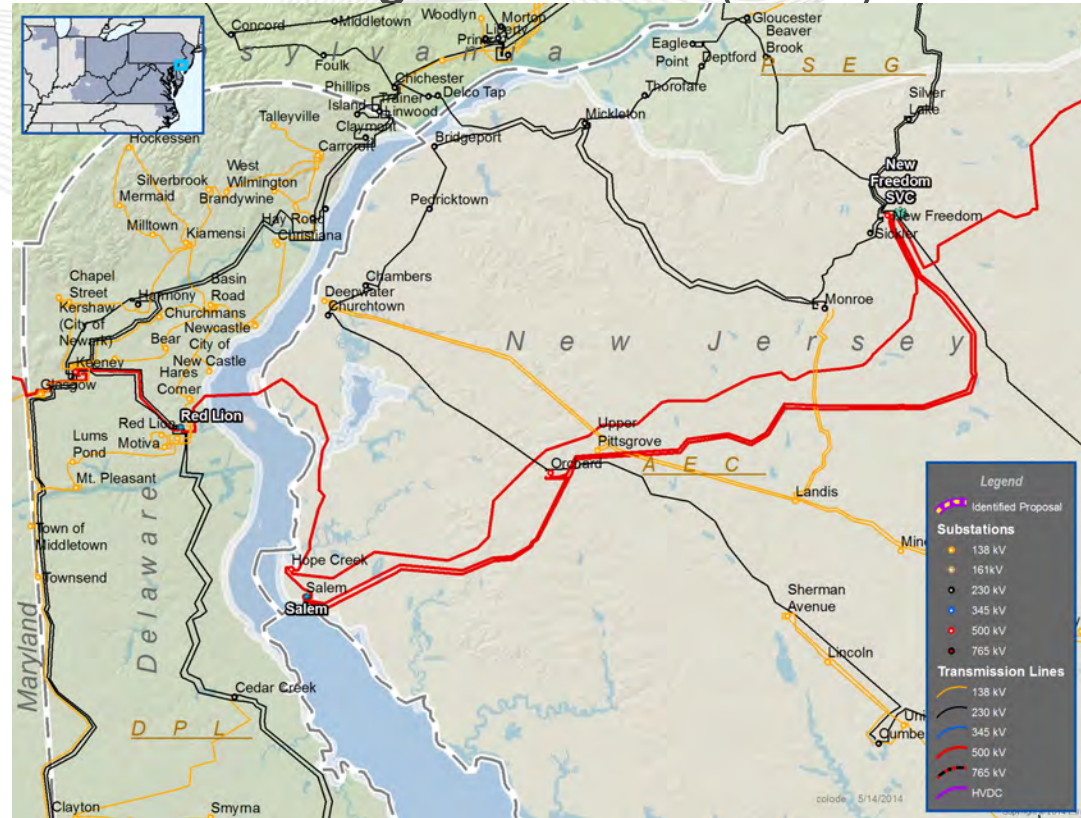 Concord
Middletown
Woodlyn
Morton
Liberty
Gloucester
Beaver
Brook
Eagle
Point
Deptford
s y l v a n i a
Foulk
P S E G
Phillips
Chichester
Island
Trainer
Linwood
Delco Tap
Thorofare
Silver
Lake
Talleyville
Claymont
Mickleton
Bridgeport
Hockessen
Carrcroft
New
Freedom
SVC
West
Wilmington
Silverbrook
Mermaid
Brandywine
Pedricktown
New Freedom
Milltown
Hay Road
Sickler
Kiamensi
Christiana
Chapel
Street
Basin
Road
Chambers
Kershaw
(City of
Newark)
Harmony
Deepwater
Churchtown
Monroe
Churchmans
Newcastle
N e w J e r s e y
Bear
City of
New Castle
Keeney
Hares
Corner
Glasgow
Red Lion
Red Lion
Upper
Pittsgrove
Lums
Pond
Motiva
Orchard
A E C
Mt. Pleasant
Landis
Town of
Middletown
Hope Creek
Townsend
Salem
Salem
Sherman
Avenue
Maryland
Delaware
Lincoln
Cedar Creek
D P L
Clayton
Smyrna
colode 5/14/2014
Legend
Identified Proposal
Substations
138 kV
161kV
230 kV
345 kV
500 kV
765 kV
Transmission Lines
138 kV
230 kV
345 kV
500 kV
765 kV
HVDC